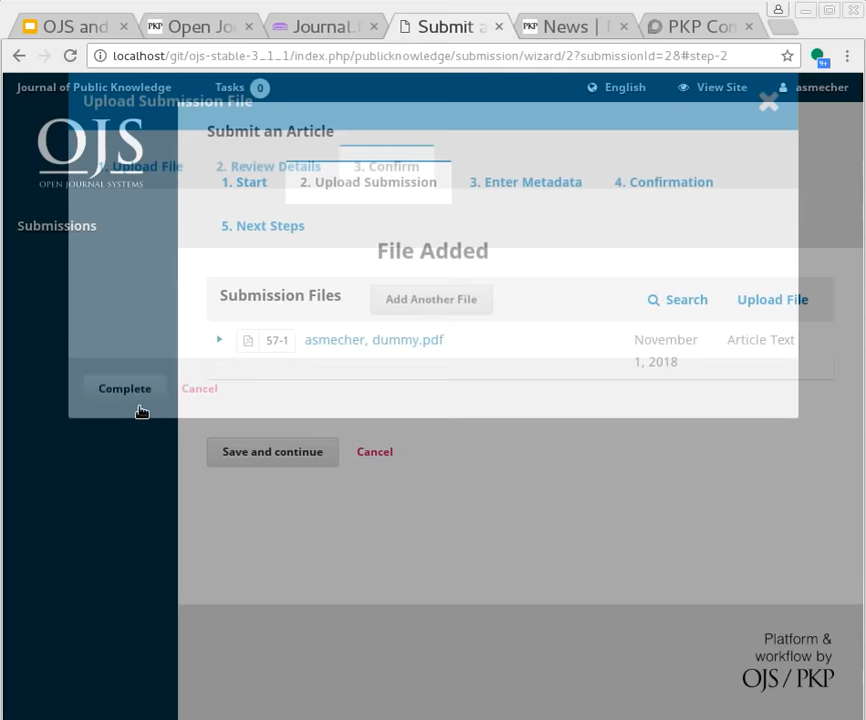 OJS and
Open Jo
Journal.
Submit a
News |
PKP Con
localhost/git/ojs-stable-3_1_1/index.php/publicknowledge/submission/wizard/2?submissionId=28#step-2
9+
Journal of Public Knowledge
Tasks 0
English
View Site
asmecher
Upload Submission File
OJS
OPEN JOURNAL SYSTEMS
Submit an Article
1. Upload File
2. Review Details
3. Confirm
1. Start
2. Upload Submission
3. Enter Metadata
4. Confirmation
Submissions
5. Next Steps
File Added
Submission Files
Add Another File
Search
Upload File
57-1
asmecher, dummy.pdf
November
1, 2018
Article Text
Complete
Cancel
Save and continue
Cancel
Platform &
workflow by
OJS / PKP